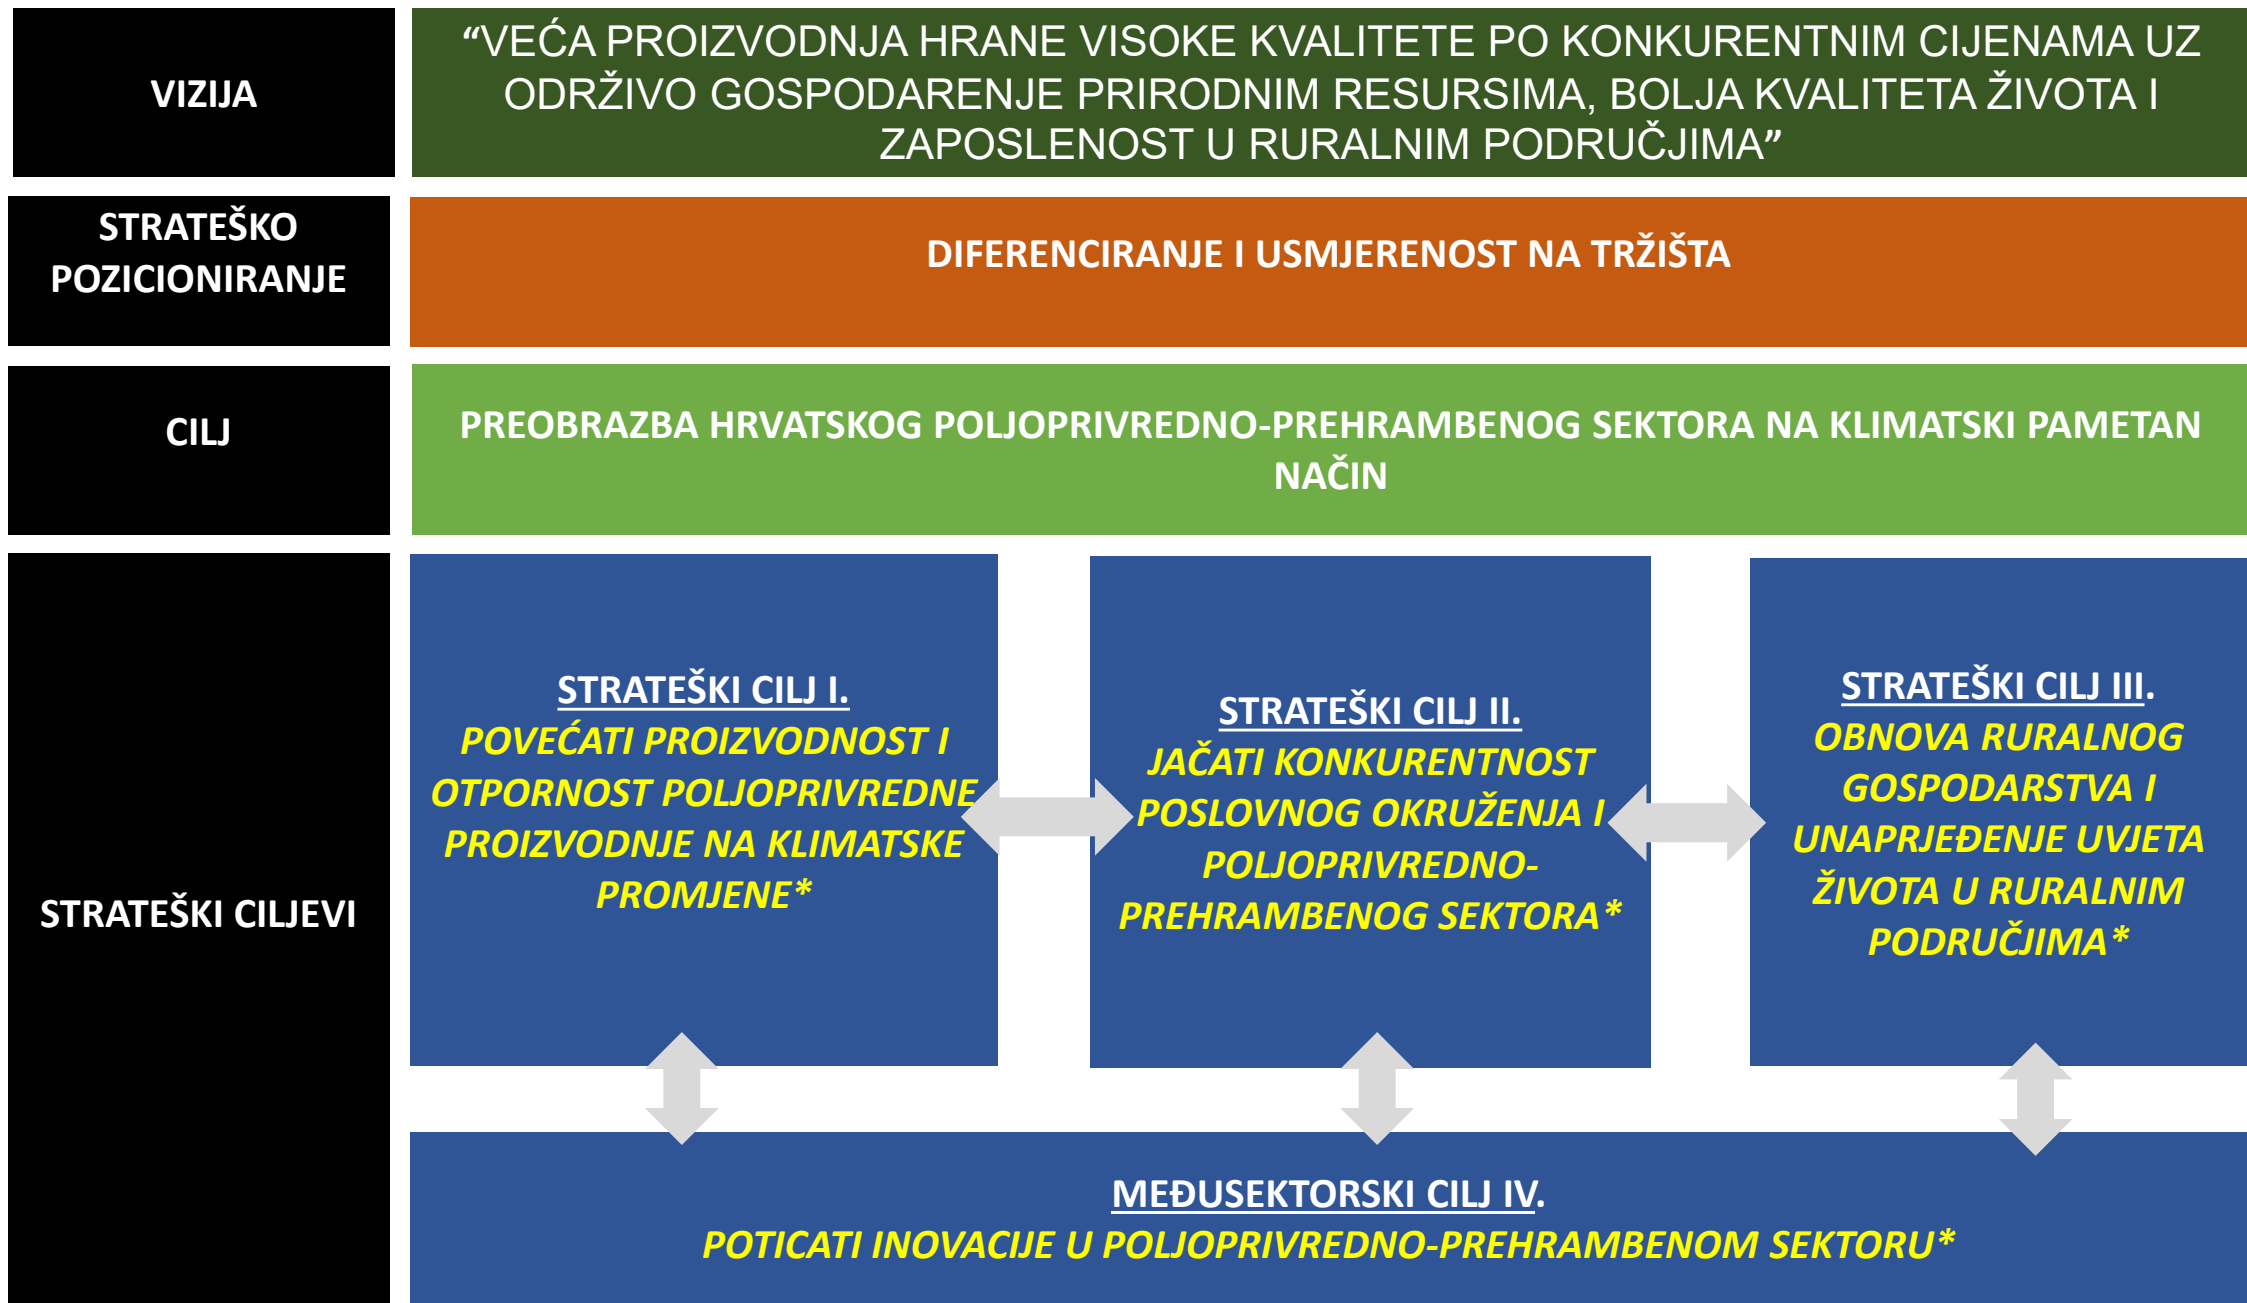 VIZIJA
“VEĆA PROIZVODNJA HRANE VISOKE KVALITETE PO KONKURENTNIM CIJENAMA UZ
ODRŽIVO GOSPODARENJE PRIRODNIM RESURSIMA, BOLJA KVALITETA ŽIVOTA I
ZAPOSLENOST U RURALNIM PODRUČJIMA”
STRATEŠKO
POZICIONIRANJE
DIFERENCIRANJE I USMJERENOST NA TRŽIŠTA
CILJ
PREOBRAZBA HRVATSKOG POLJOPRIVREDNO-PREHRAMBENOG SEKTORA NA KLIMATSKI PAMETAN
NAČIN
STRATEŠKI CILJEVI
STRATEŠKI CILJ I.
POVEĆATI PROIZVODNOST I
OTPORNOST POLJOPRIVREDNE
PROIZVODNJE NA KLIMATSKE
PROMJENE*
STRATEŠKI CILJ II.
JAČATI KONKURENTNOST
POSLOVNOG OKRUŽENJA I
POLJOPRIVREDNO-
PREHRAMBENOG SEKTORA*
STRATEŠKI CILJ III.
OBNOVA RURALNOG
GOSPODARSTVA I
UNAPRJEĐENJE UVJETA
ŽIVOTA U RURALNIM
PODRUČJIMA*
MEĐUSEKTORSKI CILJ IV.
POTICATI INOVACIJE U POLJOPRIVREDNO-PREHRAMBENOM SEKTORU*